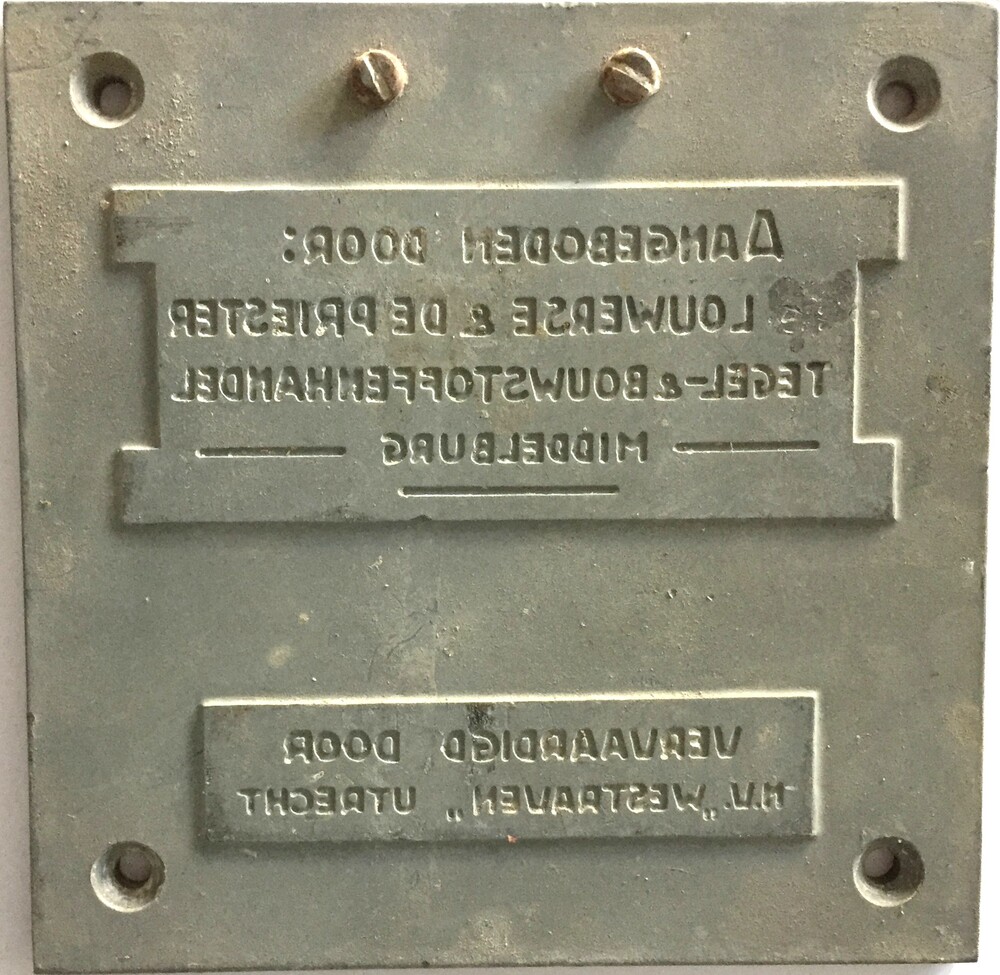 AANGEBODEN DOOR:
LOUWERSE & DE PRIESTER
TEGEL-& BOUWSTOFFENHANDEL
MIDDELBURG
VERVAARDIGD DOOR
N.V. „WESTRAVEN” UTRECHT